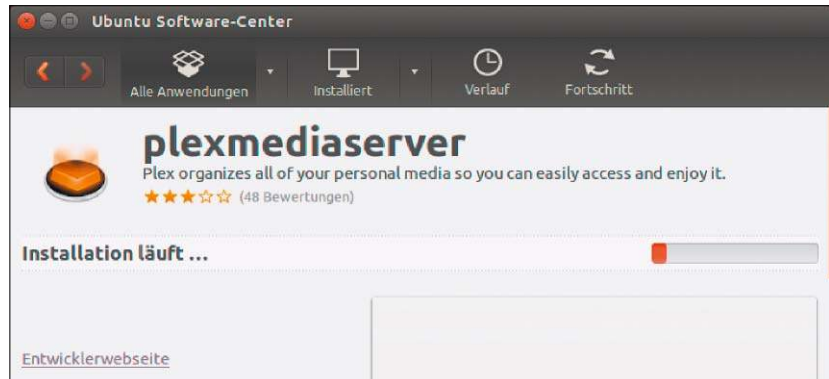 Ubuntu Software-Center
Alle Anwendungen Installiert Verlauf Fortschritt
plexmediaserver
Plex organizes all of your personal media so you can easily access and enjoy it.
(48 Bewertungen)
Installation läuft ...
Entwicklerwebseite